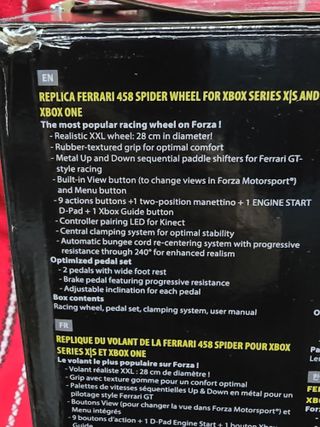 EN
REPLICA FERRARI 458 SPIDER WHEEL FOR XBOX SERIES X|S AND
XBOX ONE
The most popular racing wheel on Forza !
- Realistic XXL wheel: 28 cm in diameter!
- Rubber-textured grip for optimal comfort
- Metal Up and Down sequential paddle shifters for Ferrari GT-
style racing
- Built-in View button (to change views in Forza Motorsport®)
and Menu button
- 9 actions buttons +1 two-position manettino + 1 ENGINE START
D-Pad + 1 Xbox Guide button
- Controller pairing LED for Kinect
- Central clamping system for optimal stability
- Automatic bungee cord re-centering system with progressive
resistance through 240° for enhanced realism
Optimized pedal set
- 2 pedals with wide foot rest
- Brake pedal featuring progressive resistance
- Adjustable inclination for each pedal
Box contents
Racing wheel, pedal set, clamping system, user manual
FR
RÉPLIQUE DU VOLANT DE LA FERRARI 458 SPIDER POUR XBOX
SERIES X|S ET XBOX ONE
Le volant le plus populaire sur Forza !
- Volant réaliste XXL : 28 cm de diamètre !
- Grip avec texture gomme pour un confort optimal
- Palettes de vitesses séquentielles Up & Down en métal pour un
pilotage style Ferrari GT
- Boutons View (pour changer la vue dans Forza Motorsport®) et
Menu intégrés
- 9 boutons d'action + 1 D-Pad Engine Start + 1 bouton Xbox
Guide